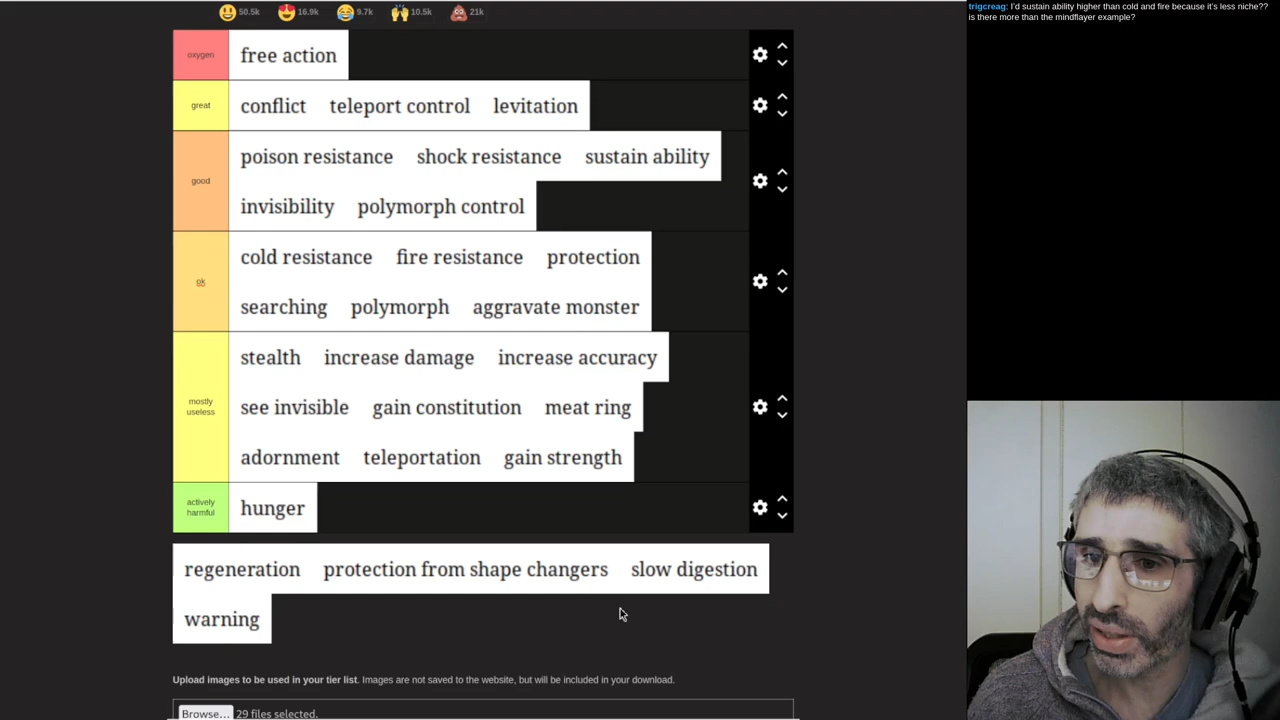 50.5k 16.9k 9.7k 10.5k 21k
trigcreag: I'd sustain ability higher than cold and fire because it's less niche??
is there more than the mindflayer example?
oxygen
free action
great
conflict teleport control levitation
good
poison resistance shock resistance sustain ability
invisibility polymorph control
ok
cold resistance fire resistance protection
searching polymorph aggravate monster
mostly
useless
stealth increase damage increase accuracy
see invisible gain constitution meat ring
adornment teleportation gain strength
actively
harmful
hunger
regeneration protection from shape changers slow digestion
warning
Upload images to be used in your tier list. Images are not saved to the website, but will be included in your download.
Browse... 29 files selected.